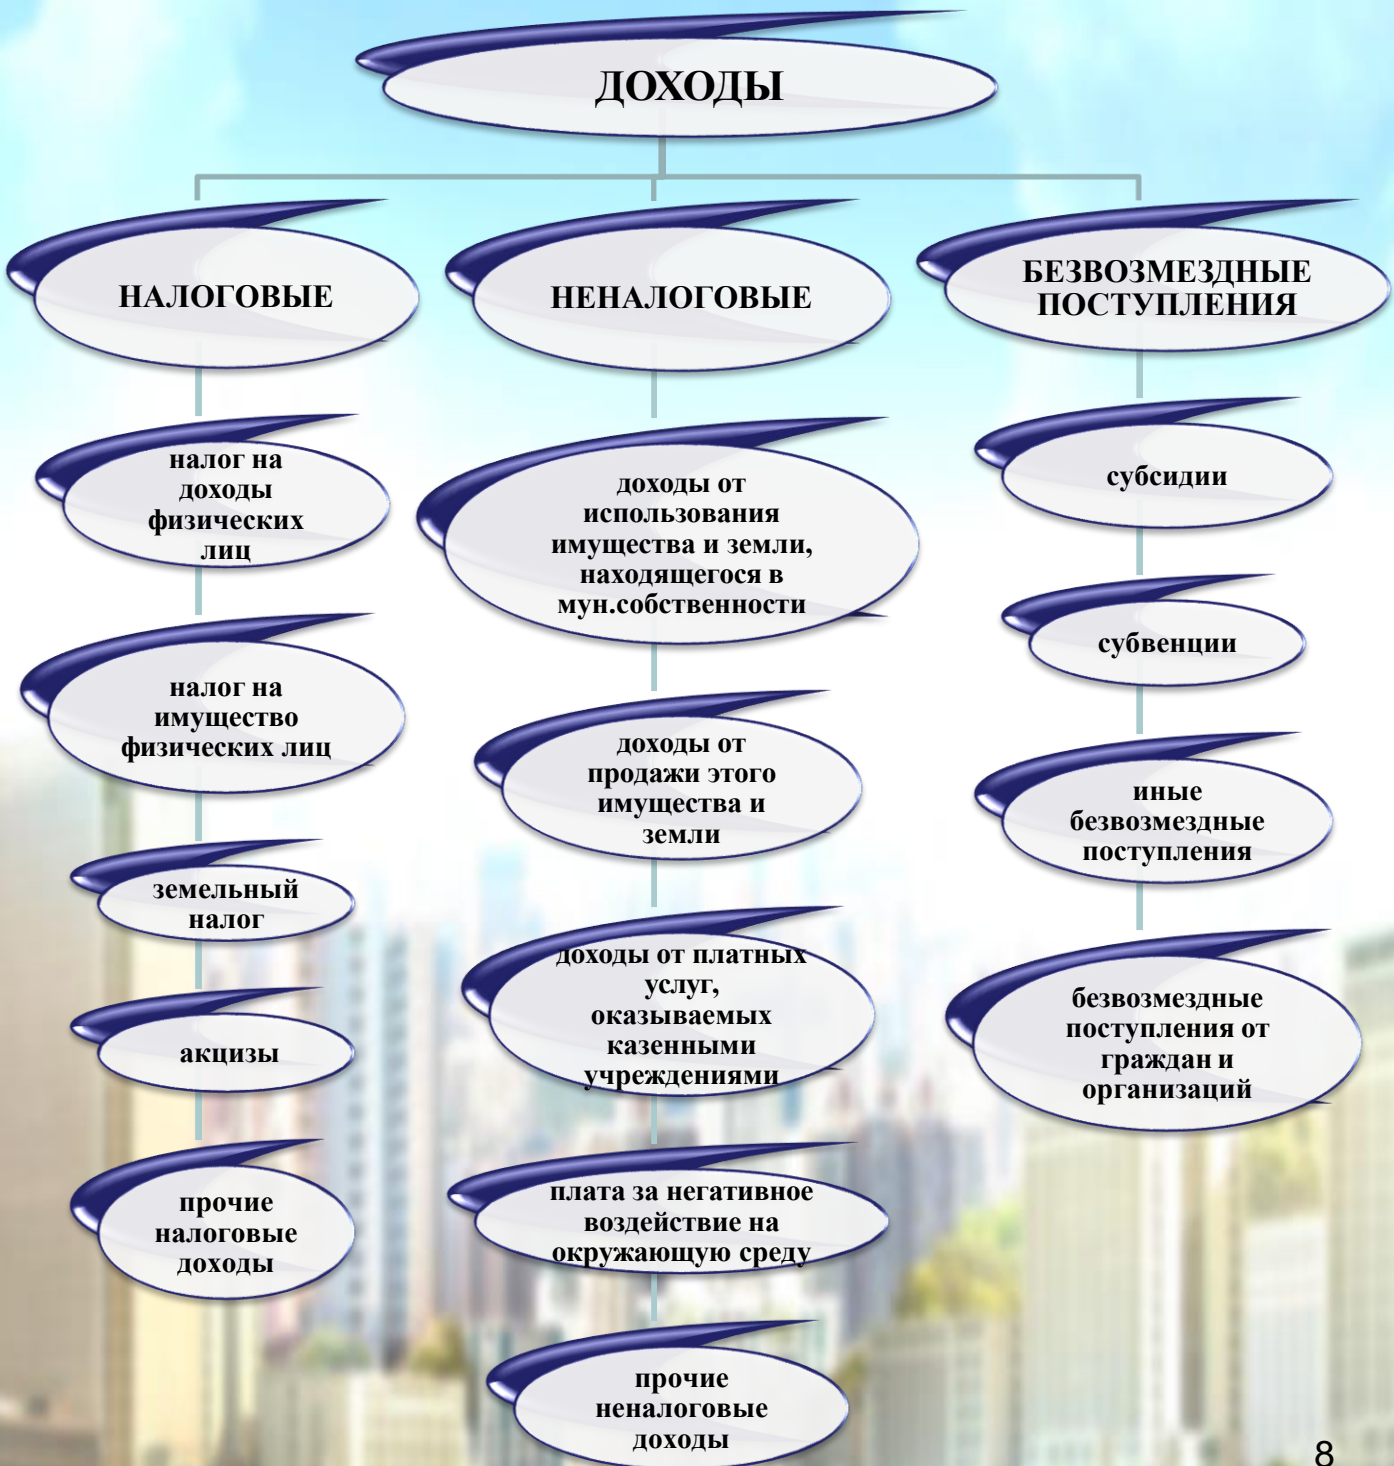 ДОХОДЫ
НАЛОГОВЫЕ
НЕНАЛОГОВЫЕ
БЕЗВОЗМЕЗДНЫЕ
ПОСТУПЛЕНИЯ
налог на
доходы
физических
лиц
налог на
имущество
физических лиц
земельный
налог
акцизы
прочие
налоговые
доходы
доходы от
использования
имущества и земли,
находящегося в
мун.собственности
доходы от
продажи этого
имущества и
земли
доходы от платных
услуг,
оказываемых
казенными
учреждениями
плата за негативное
воздействие на
окружающую среду
прочие
неналоговые
доходы
субсидии
субвенции
иные
безвозмездные
поступления
безвозмездные
поступления от
граждан и
организаций
8